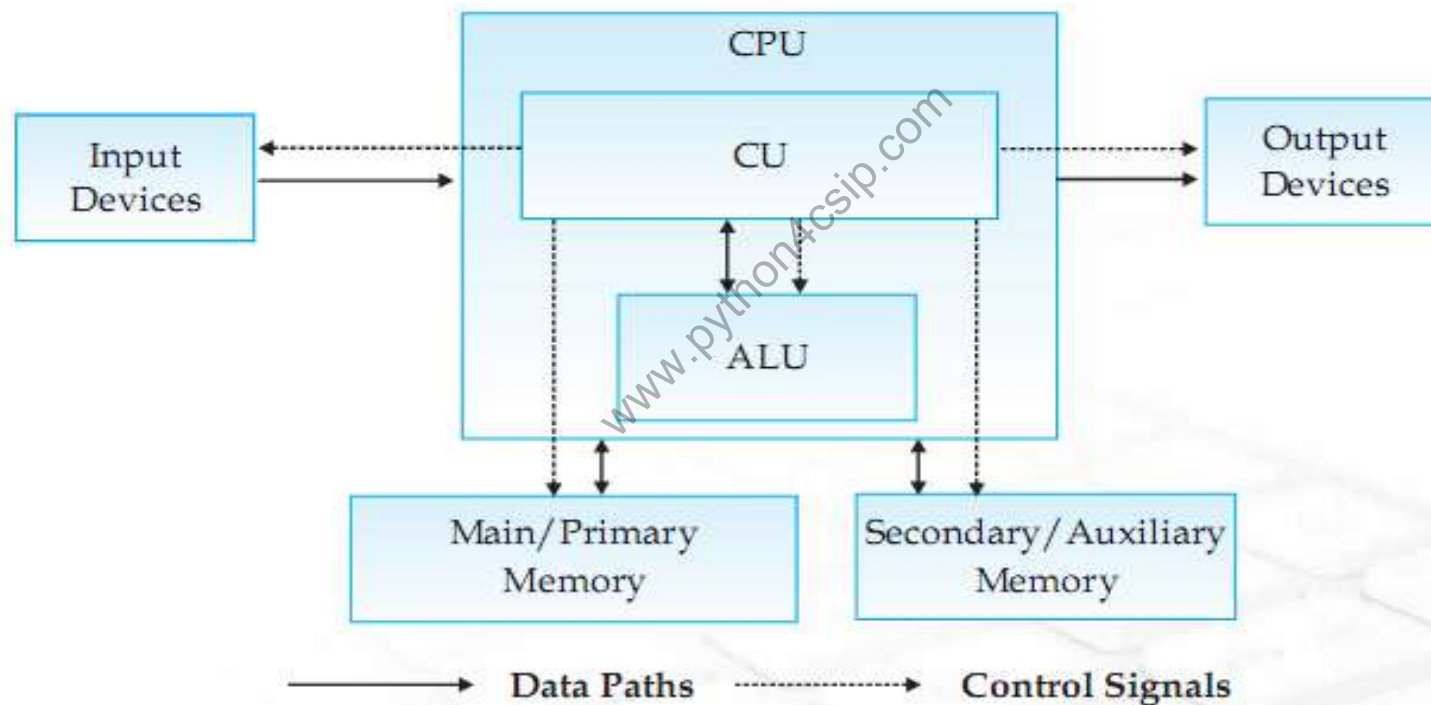 CPU
CU
Input
Devices
Output
Devices
ALU
www.python4csip.com
Main/Primary
Memory
Secondary/Auxiliary
Memory
Data Paths
Control Signals